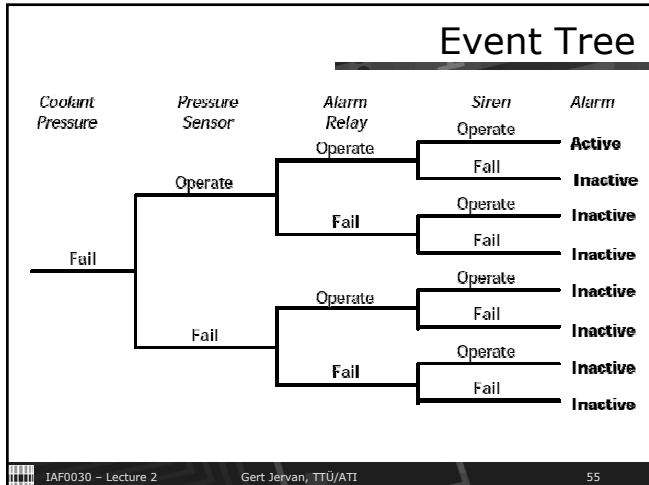 Event Tree
Coolant Pressure Alarm Siren Alarm
Pressure Sensor Relay
Operate
Operate Active
Fall
Operate Inactive
Operate
Fail Inactive
Fail
Fail Inactive
Operate
Operate Inactive
Fail
Fail Inactive
Operate
Fail Inactive
Fail
Inactive
IAF0030 – Lecture 2 Gert Jervan, TTÜ/ATI 55